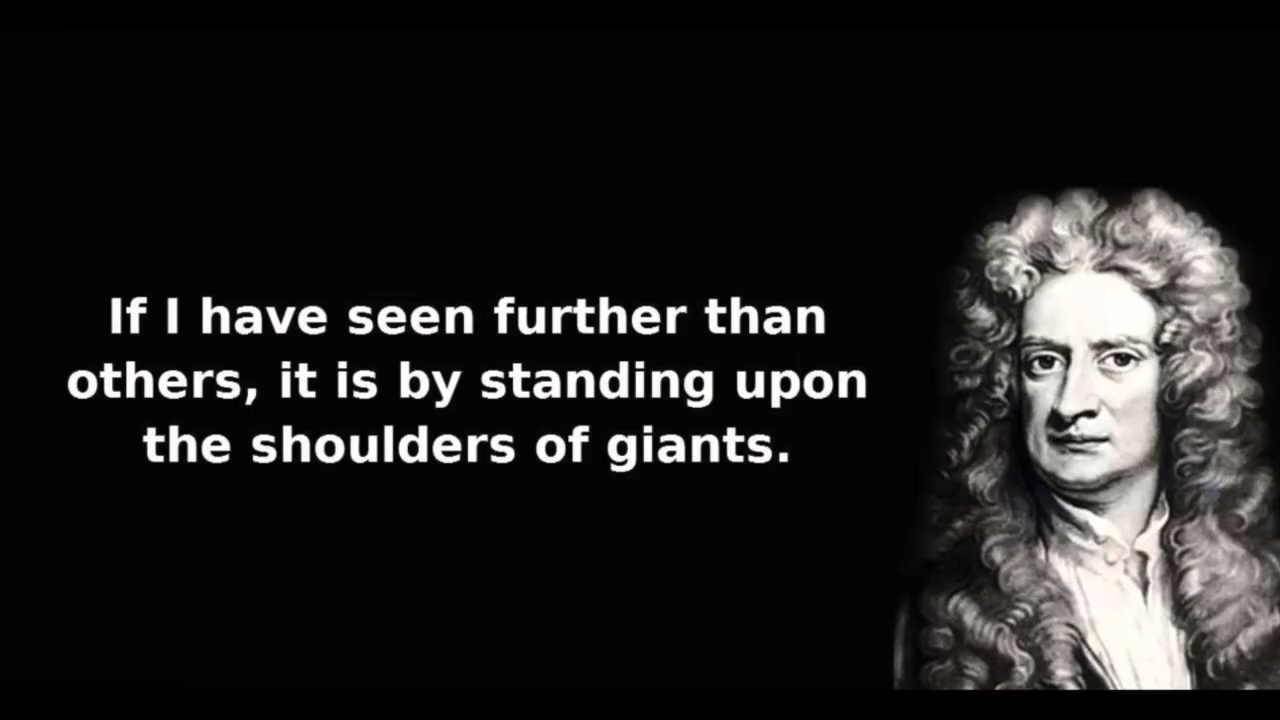 If I have seen further than
others, it is by standing upon
the shoulders of giants.